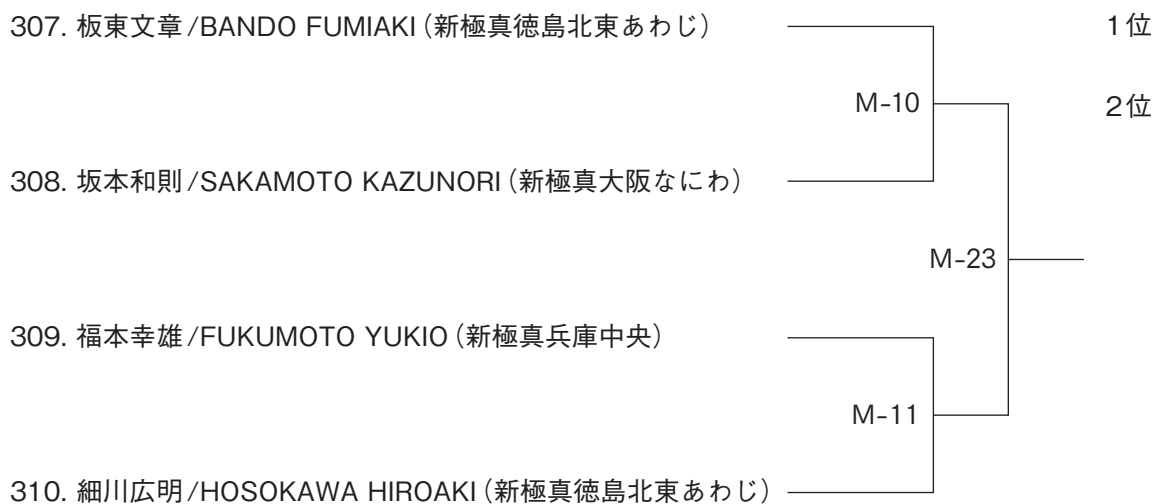 307. 板東文章/BANDO FUMIAKI（新極真徳島北東あわじ）
1位
M-10
2位
308. 坂本和則/SAKAMOTO KAZUNORI（新極真大阪なにわ）
M-23
309. 福本幸雄/FUKUMOTO YUKIO（新極真兵庫中央）
M-11
310. 細川広明/HOSOKAWA HIROAKI（新極真徳島北東あわじ）